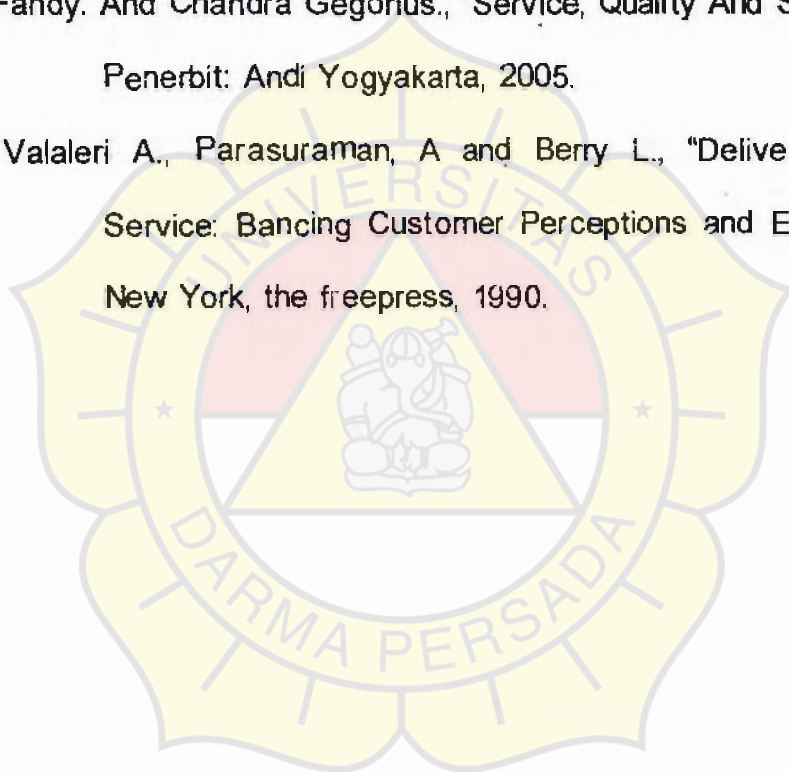 Fandy. And Chandra Gegorius., "Service, Quality And S
Penerbit: Andi Yogyakarta, 2005.
Valaleri A., Parasuraman, A and Berry L., "Delive
Service: Bancing Customer Perceptions and E
New York, the freepress, 1990.
UNIVERSITAS
DARMA PERSADA